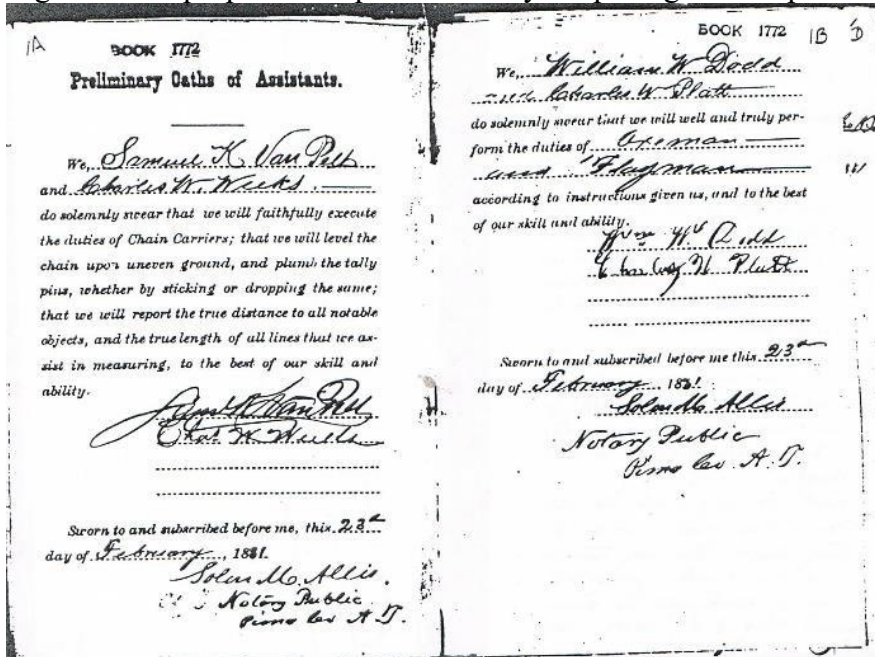 1A
BOOK 1772
Preliminary Oaths of Assistants.
We, Samuel K. Van Pelt
and Charles W. Weeks.
do solemnly swear that we will faithfully execute
the duties of Chain Carriers; that we will level the
chain upon uneven ground, and plumb the tally
pins, whether by sticking or dropping the same;
that we will report the true distance to all notable
objects, and the true length of all lines that we as-
sist in measuring, to the best of our skill and
ability.
Saml K Van Pelt
Chas W Weeks
Sworn to and subscribed before me, this 23d
day of February, 1881.
Solon M. Allis.
Notary Public
Pima Co A T.
BOOK 1772 1B D
We, William W Dodd
and Charles W Platt
do solemnly swear that we will well and truly per-
form the duties of Axeman
and Flagman
according to instructions given us, and to the best
of our skill and ability.
Wm W Dodd
Charles W Platt
Sworn to and subscribed before me this 23d
day of February 1881.
Solon M. Allis
Notary Public
Pima Co. A. T.